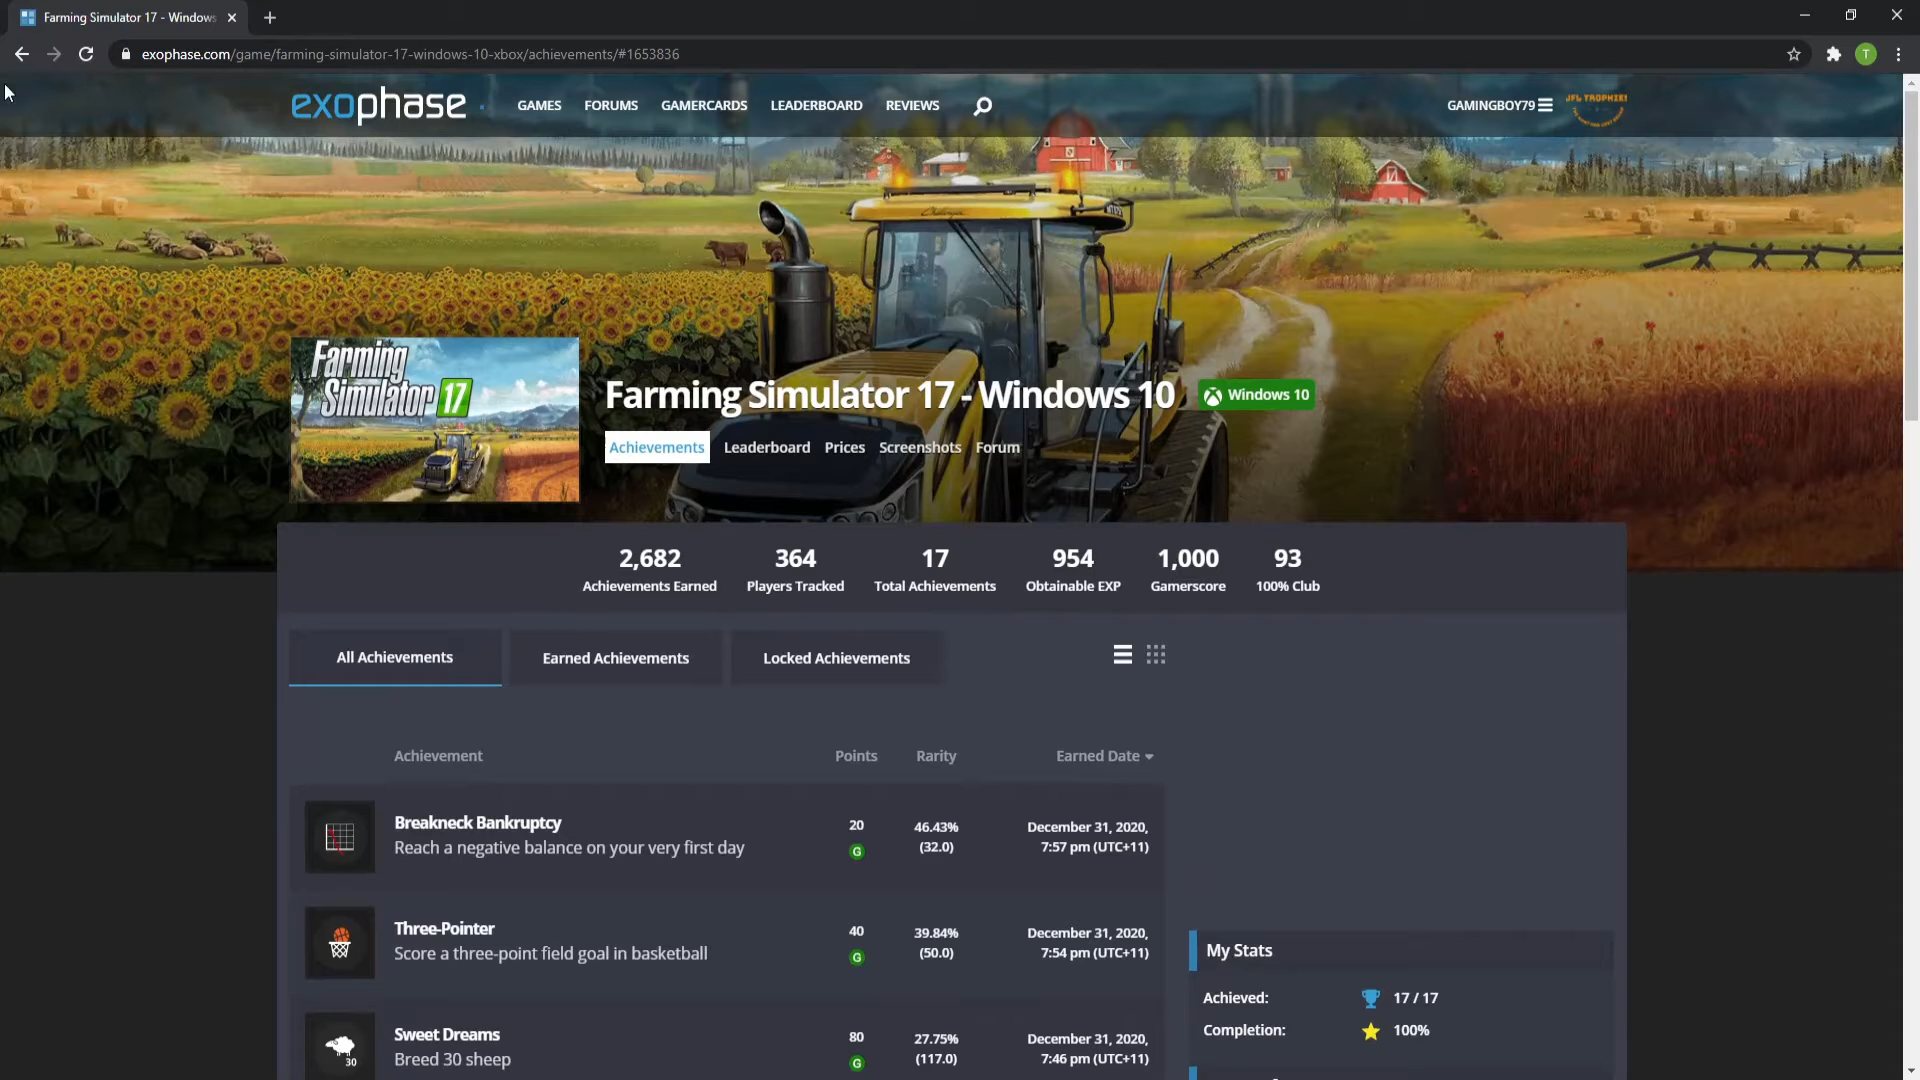 Farming Simulator 17 - Windows
exophase.com/game/farming-simulator-17-windows-10-xbox/achievements/#1653836
T
exophase
GAMES FORUMS GAMERCARDS LEADERBOARD REVIEWS
GAMINGBOY79
JFL TROPHIES
Farming
Simulator 17
Farming Simulator 17 - Windows 10
Windows 10
Achievements Leaderboard Prices Screenshots Forum
2,682 364 17 954 1,000 93
Achievements Earned Players Tracked Total Achievements Obtainable EXP Gamerscore 100% Club
All Achievements Earned Achievements Locked Achievements
Achievement Points Rarity Earned Date
Breakneck Bankruptcy 20 46.43% December 31, 2020,
Reach a negative balance on your very first day G (32.0) 7:57 pm (UTC+11)
Three-Pointer 40 39.84% December 31, 2020,
Score a three-point field goal in basketball G (50.0) 7:54 pm (UTC+11)
My Stats
Achieved: 17 / 17
Completion: 100%
Sweet Dreams 80 27.75% December 31, 2020,
30 Breed 30 sheep G (117.0) 7:46 pm (UTC+11)